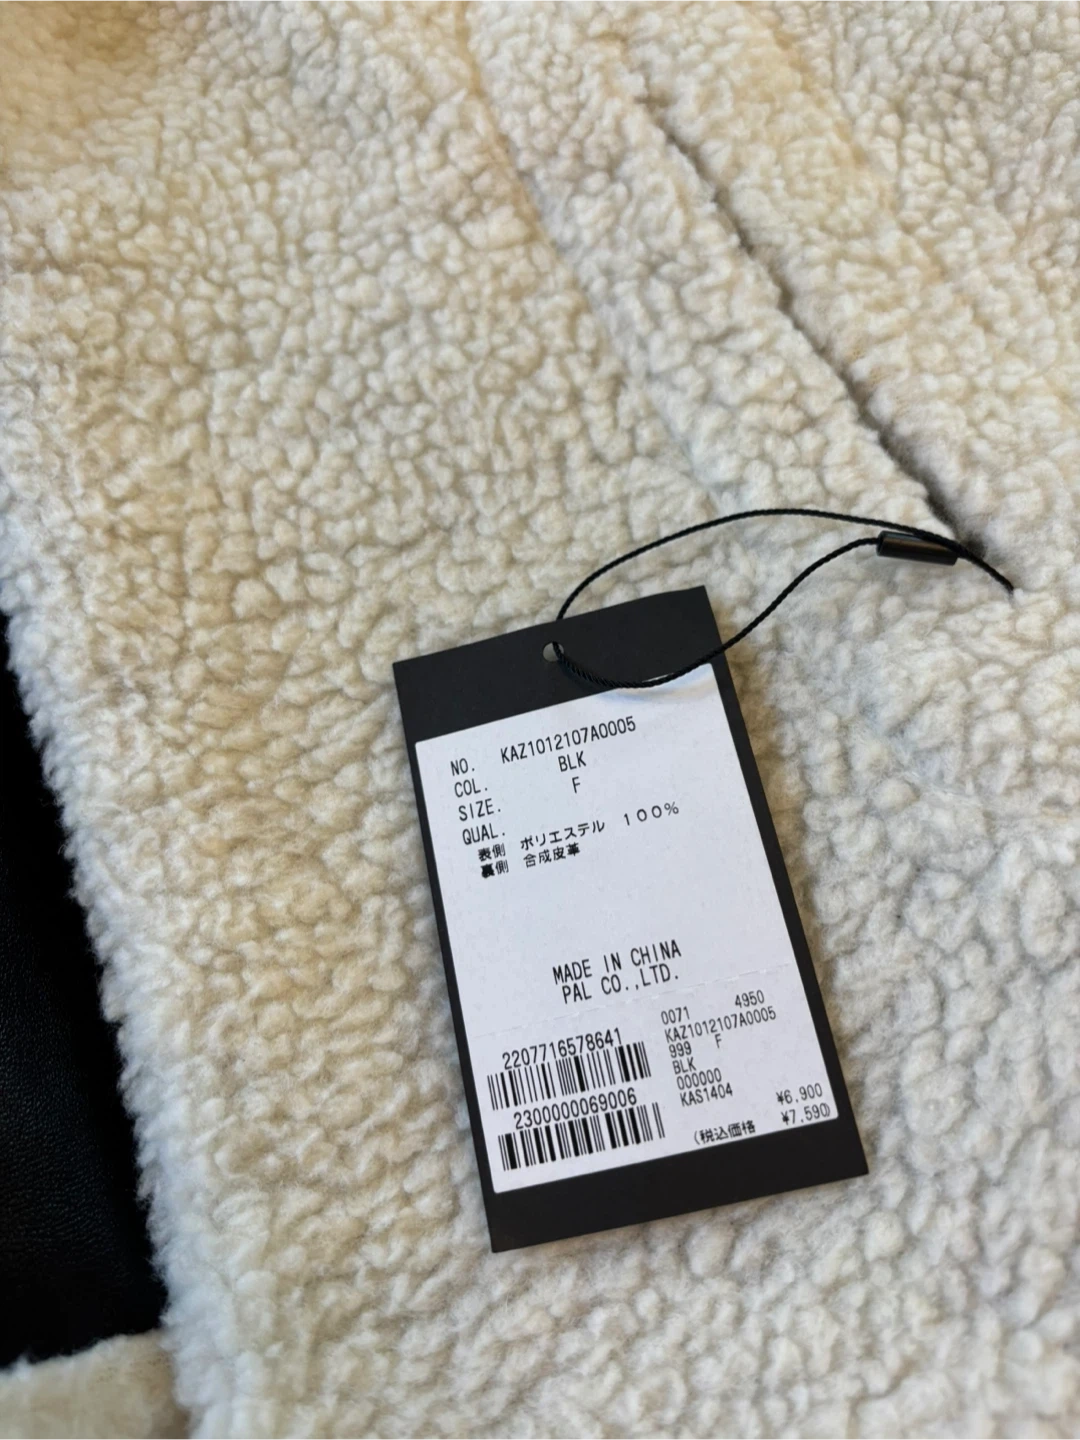 NO. KAZ1012107A0005
COL. BLK
SIZE. F
QUAL.
表側 ポリエステル 100%
裏側 合成皮革
MADE IN CHINA
PAL CO.,LTD.
2207716578641
2300000069006
0071 4950
KAZ1012107A0005
999 F
BLK
000000
KAS1404
¥6,900
(税込価格 ¥7,590)